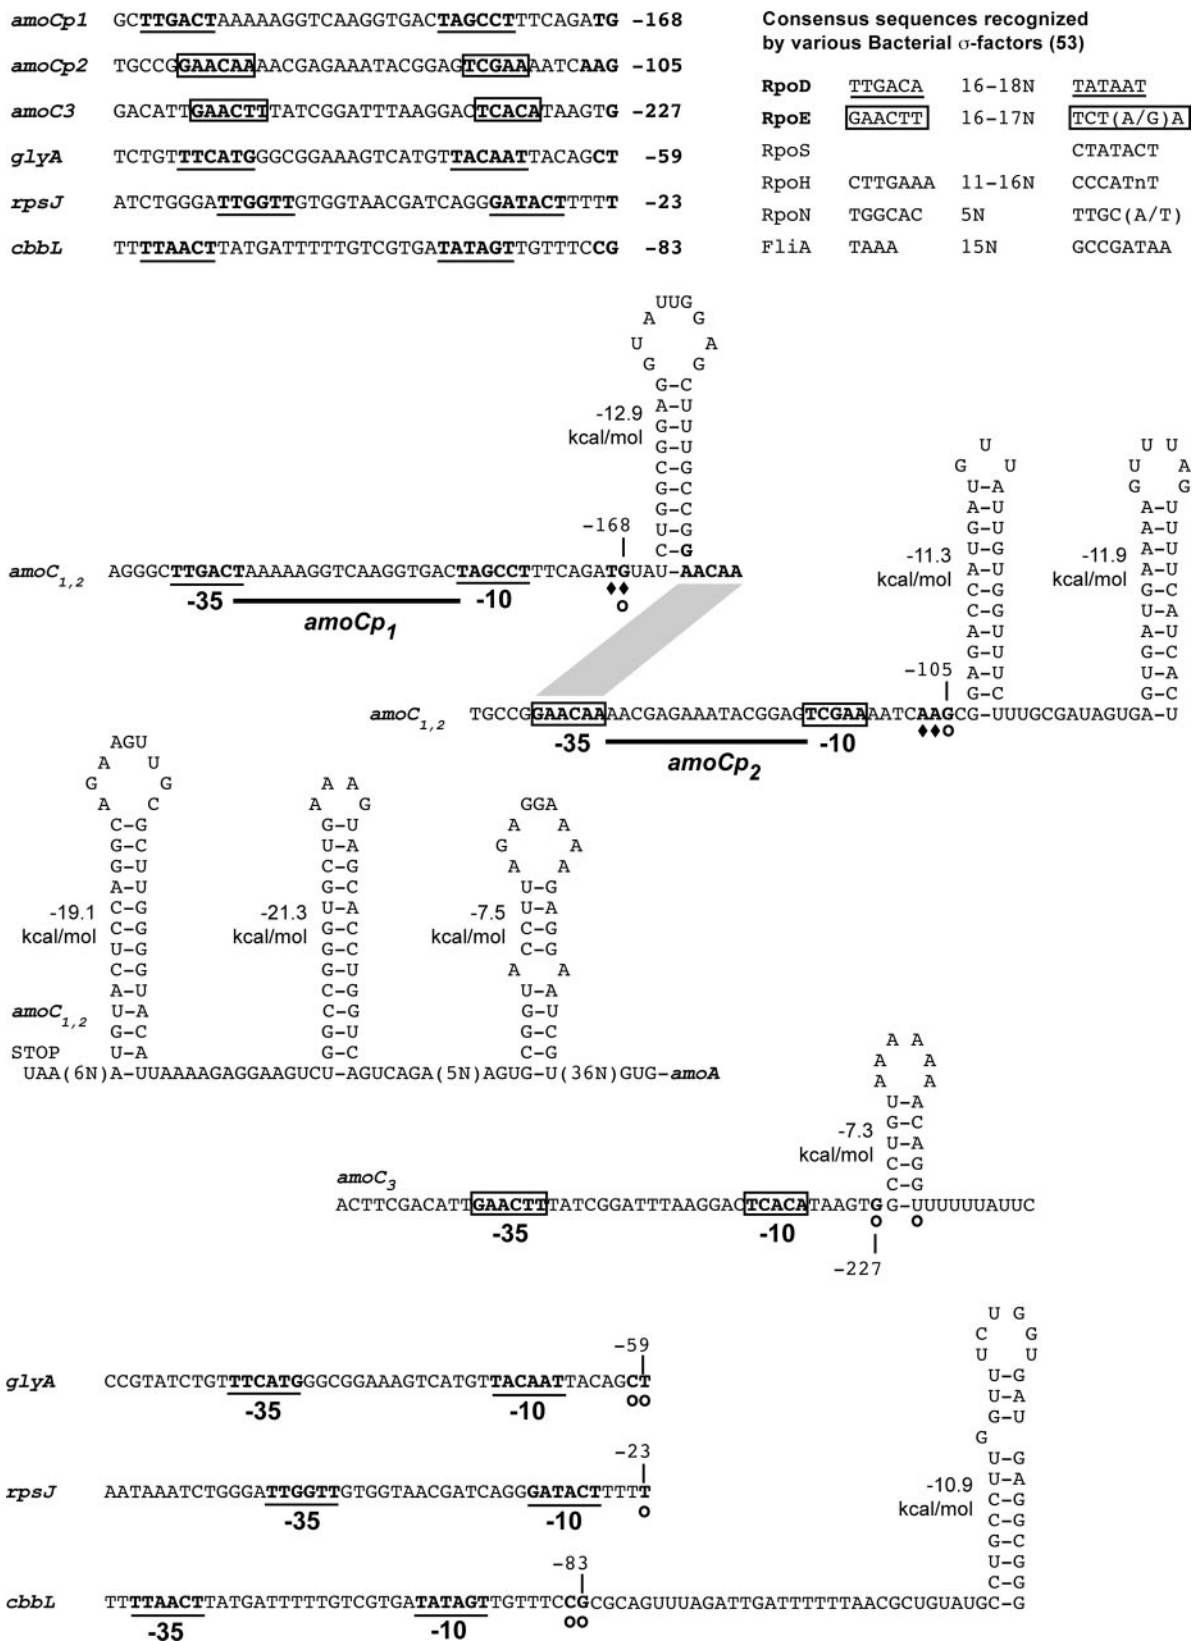 amoCp1 GCTTGACTAAAAAGGTCAAGGTGACTAGCCTTTCAGATG -168
amoCp2 TGCCGGAACAAAACGAGAAATACGGAGTCGAAAATCAAG -105
amoC3 GACATTGAACTTTATCGGATTTAAGGACTCACATAAGTG -227
glyA TCTGTTTCATGGGCGGAAAGTCATGTTACAATTACAGCT -59
rpsJ ATCTGGGATTGGTTGTGGTAACGATCAGGGATACTTTTT -23
cbbL TTTTAACTTATGATTTTTGTCGTGATATAGTTGTTTCCG -83
Consensus sequences recognized
by various Bacterial σ-factors (53)
RpoD TTGACA 16-18N TATAAT
RpoE GAACTT 16-17N TCT(A/G)A
RpoS CTATACT
RpoH CTTGAAA 11-16N CCCATnT
RpoN TGGCAC 5N TTGC(A/T)
FliA TAAA 15N GCCGATAA
UUG
A G
U A
G G
G-C
A-U
G-U
G-U
G-G
C-C
G-C
G-G
U-G
C G
-12.9
kcal/mol
-168
amoC1,2 AGGGCTTGACTAAAAAGGTCAAGGTGACTAGCCTTTCAGATGUAU-AACAA
-35 -10
amoCp1
U
G U
U-A
A-U
G-U
U-G
A-U
C-G
G-U
A-U
G-U
A-U
G C
-11.3
kcal/mol
U U
U A
G G
A-U
A-U
G-A
U-U
A-G
U-C
A-U
G-C
U-A
G-C
-11.9
kcal/mol
-105
amoC1,2 TGCCGGAACAAAACGAGAAATACGGAGTCGAAAATCAAGCG-UUUGCGAUAGUGA-U
-35 -10
amoCp2
AGU
A U
G G
A C
C-G
G-C
G-U
A-U
C-G
C-G
U-G
C-G
A-U
U-A
G-C
U-A
-19.1
kcal/mol
A A
A G
G-U
U-A
C-G
G-C
U-A
G-C
G-C
C-U
G-G
C-G
C-U
G-C
-21.3
kcal/mol
GGA
A A
G A
A A
U-G
U-A
C-G
C-G
A A
U-A
G-U
G-C
C-G
-7.5
kcal/mol
amoC1,2
STOP
UAA(6N)A-UUAAAAGAGGAAGUCU-AGUCAGA(5N)AGUG-U(36N)GUG-amoA
A A
A A
A A
U-A
G-C
U-A
C-G
C-G
-7.3
kcal/mol
amoC3
ACTTCGACATTGAACTTTATCGGATTTAAGGACTCACATAAGTGG-UUUUUUAUUC
-35 -10
-227
-59
glyA CCGTATCTGTTTCATGGGCGGAAAGTCATGTTACAATTACAGCT
-35 -10
-23
rpsJ AATAAATCTGGGATTGGTTGTGGTAACGATCAGGGATACTTTTT
-35 -10
U G
C G
U U
U-G
U-A
G-U
G
U-G
U-A
C-G
C-G
G-C
U-G
C-G
-10.9
kcal/mol
-83
cbbL TTTTAACTTATGATTTTTGTCGTGATATAGTTGTTTCCGCGCAGUUUAGAUUGAUUUUUUAACGCUGUAUGC-G
-35 -10